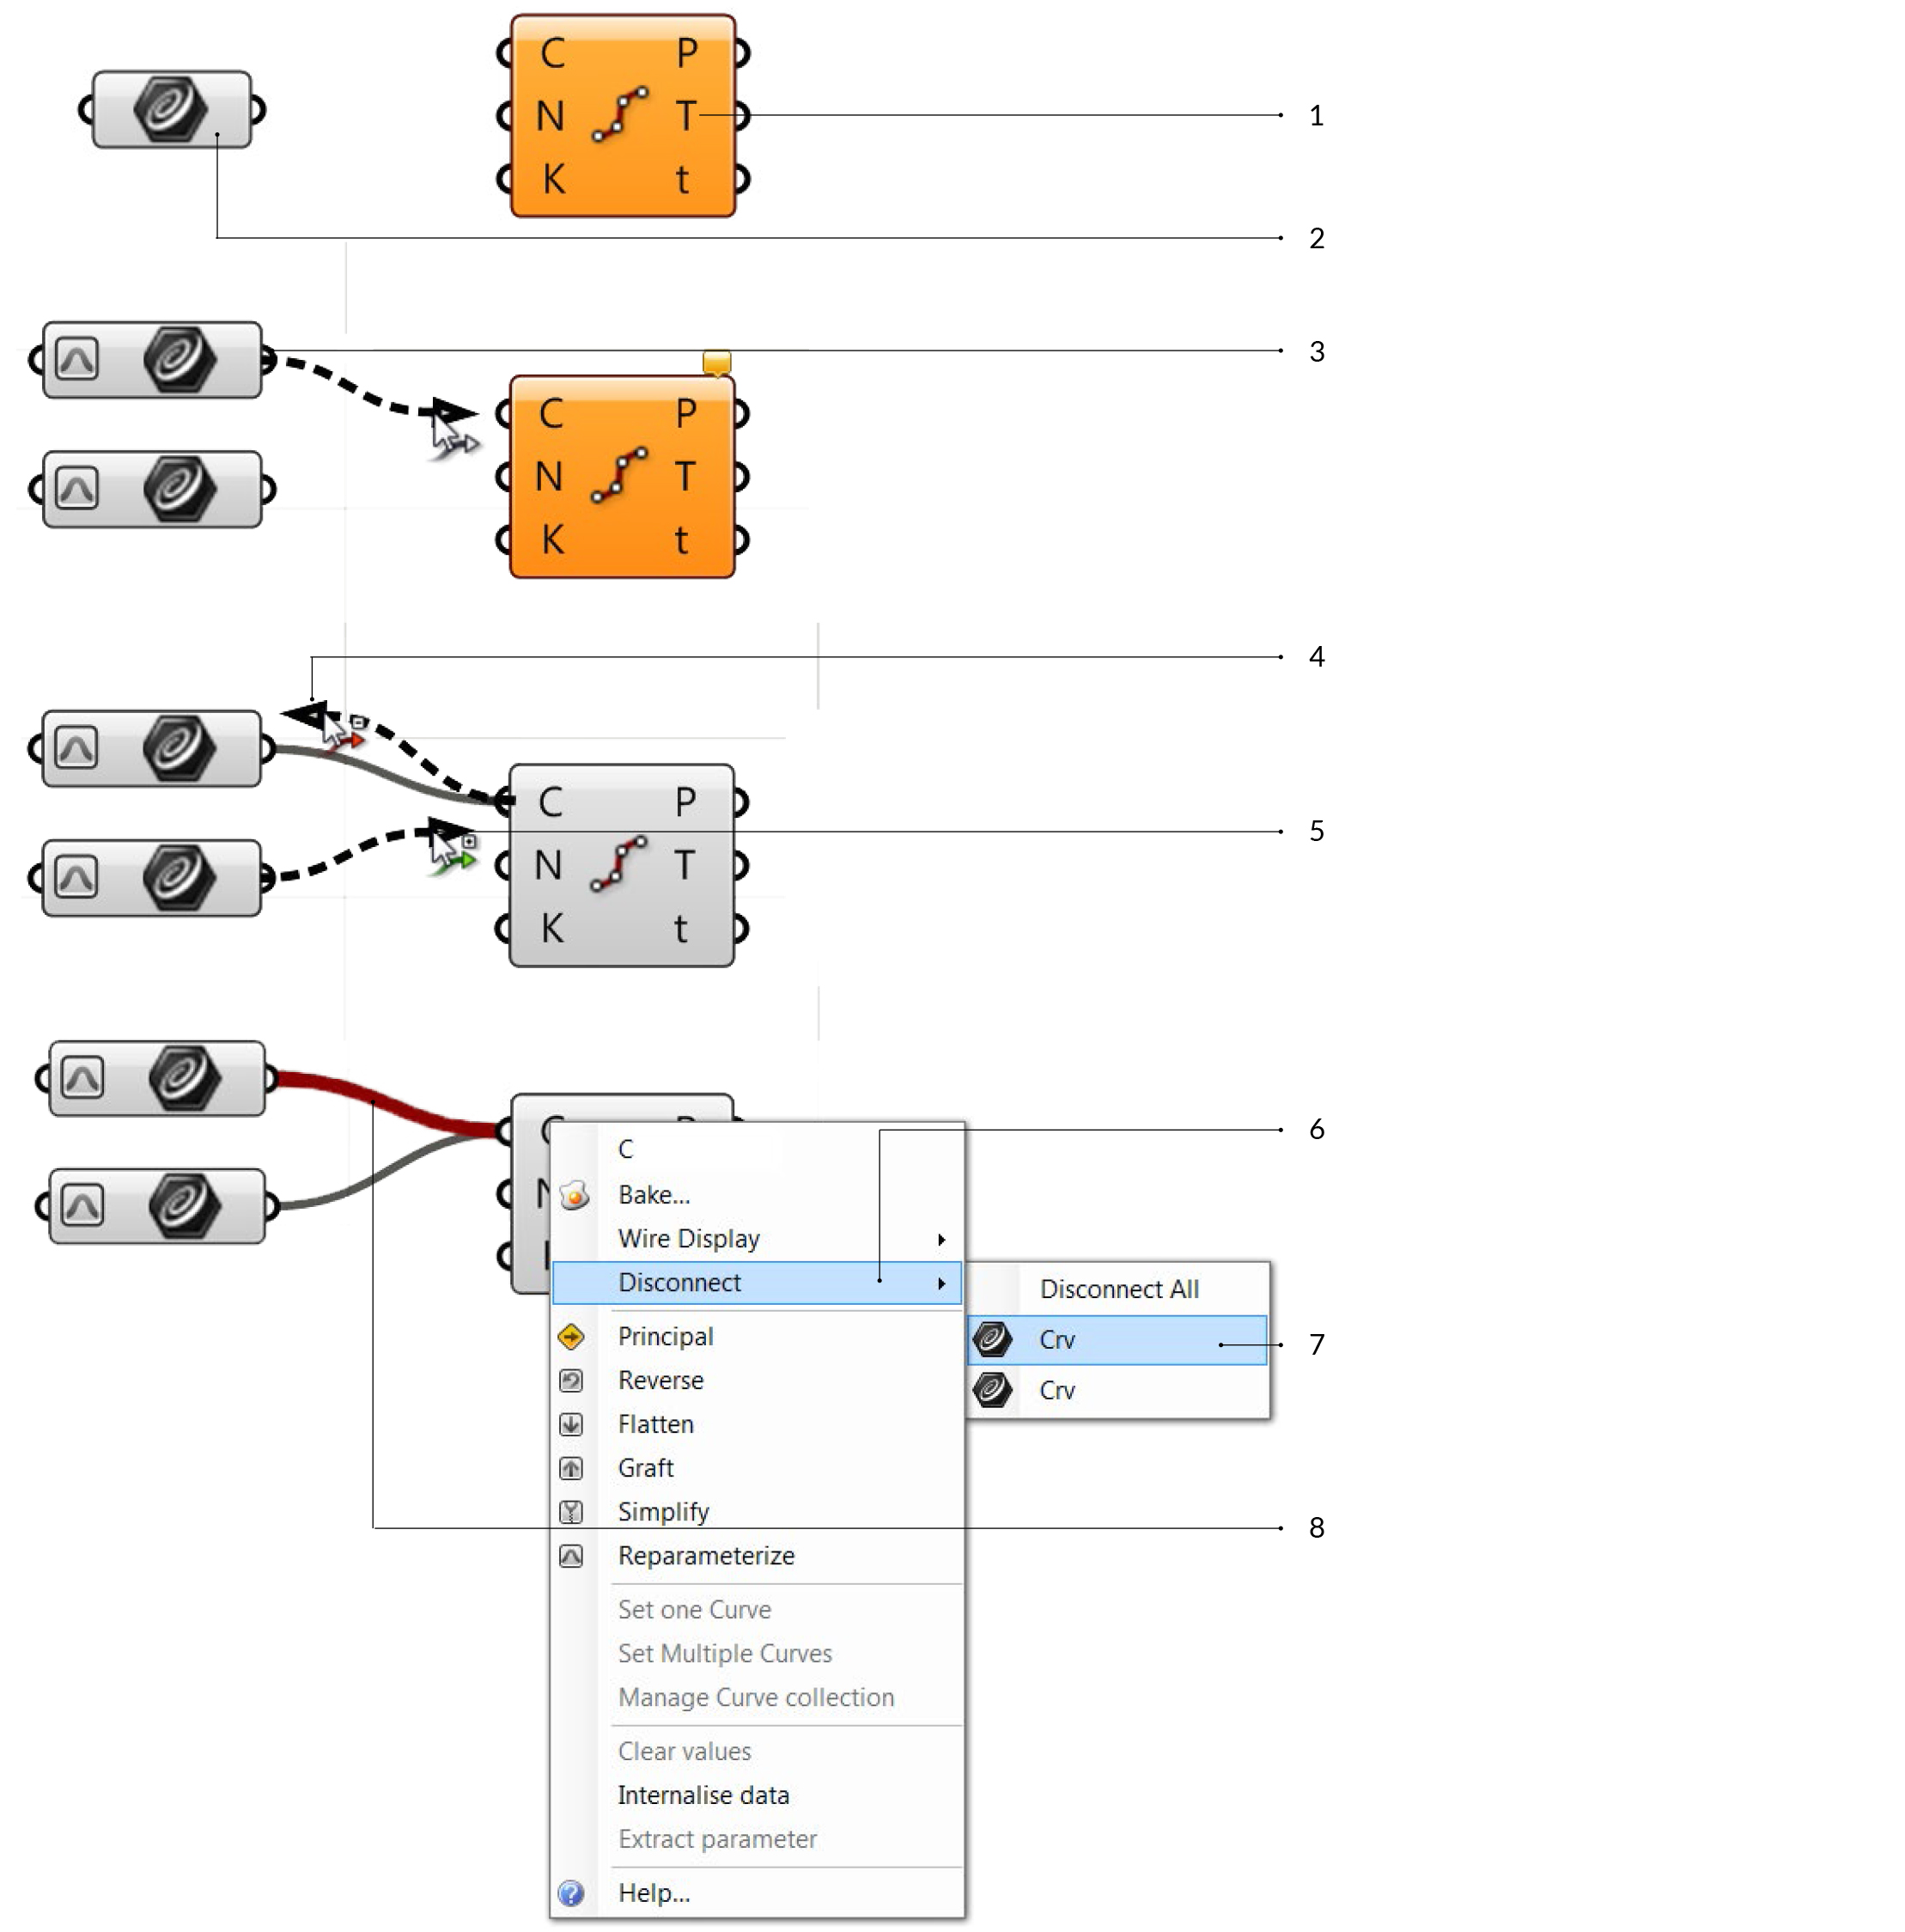 C P
N T
K t
1
2
3
C P
N T
K t
4
5
C P
N T
K t
6
C
Bake...
Wire Display
Disconnect
Disconnect All
Principal
Crv
7
Reverse
Crv
Flatten
Graft
Simplify
8
Reparameterize
Set one Curve
Set Multiple Curves
Manage Curve collection
Clear values
Internalise data
Extract parameter
Help...